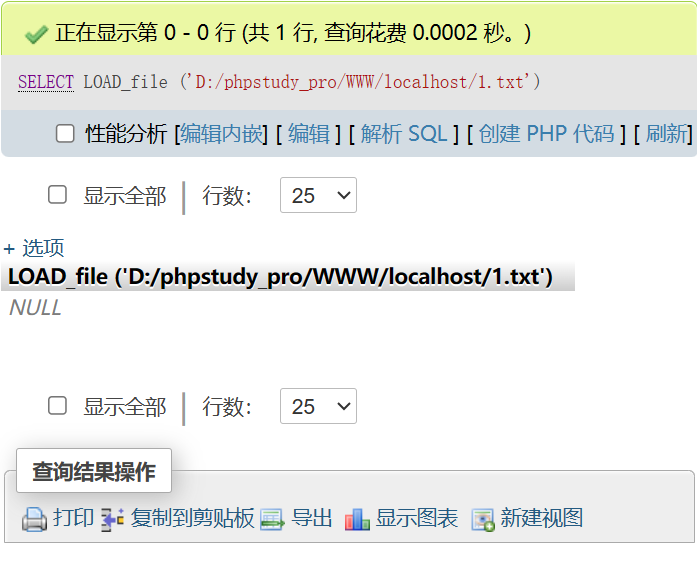 正在显示第 0 - 0 行 (共 1 行, 查询花费 0.0002 秒。)
SELECT LOAD_file ('D:/phpstudy_pro/WWW/localhost/1.txt')
性能分析 [编辑内嵌] [ 编辑 ] [ 解析 SQL ] [ 创建 PHP 代码 ] [ 刷新]
显示全部 | 行数: 25
+ 选项
LOAD_file ('D:/phpstudy_pro/WWW/localhost/1.txt')
NULL
显示全部 | 行数: 25
查询结果操作
打印 复制到剪贴板 导出 显示图表 新建视图